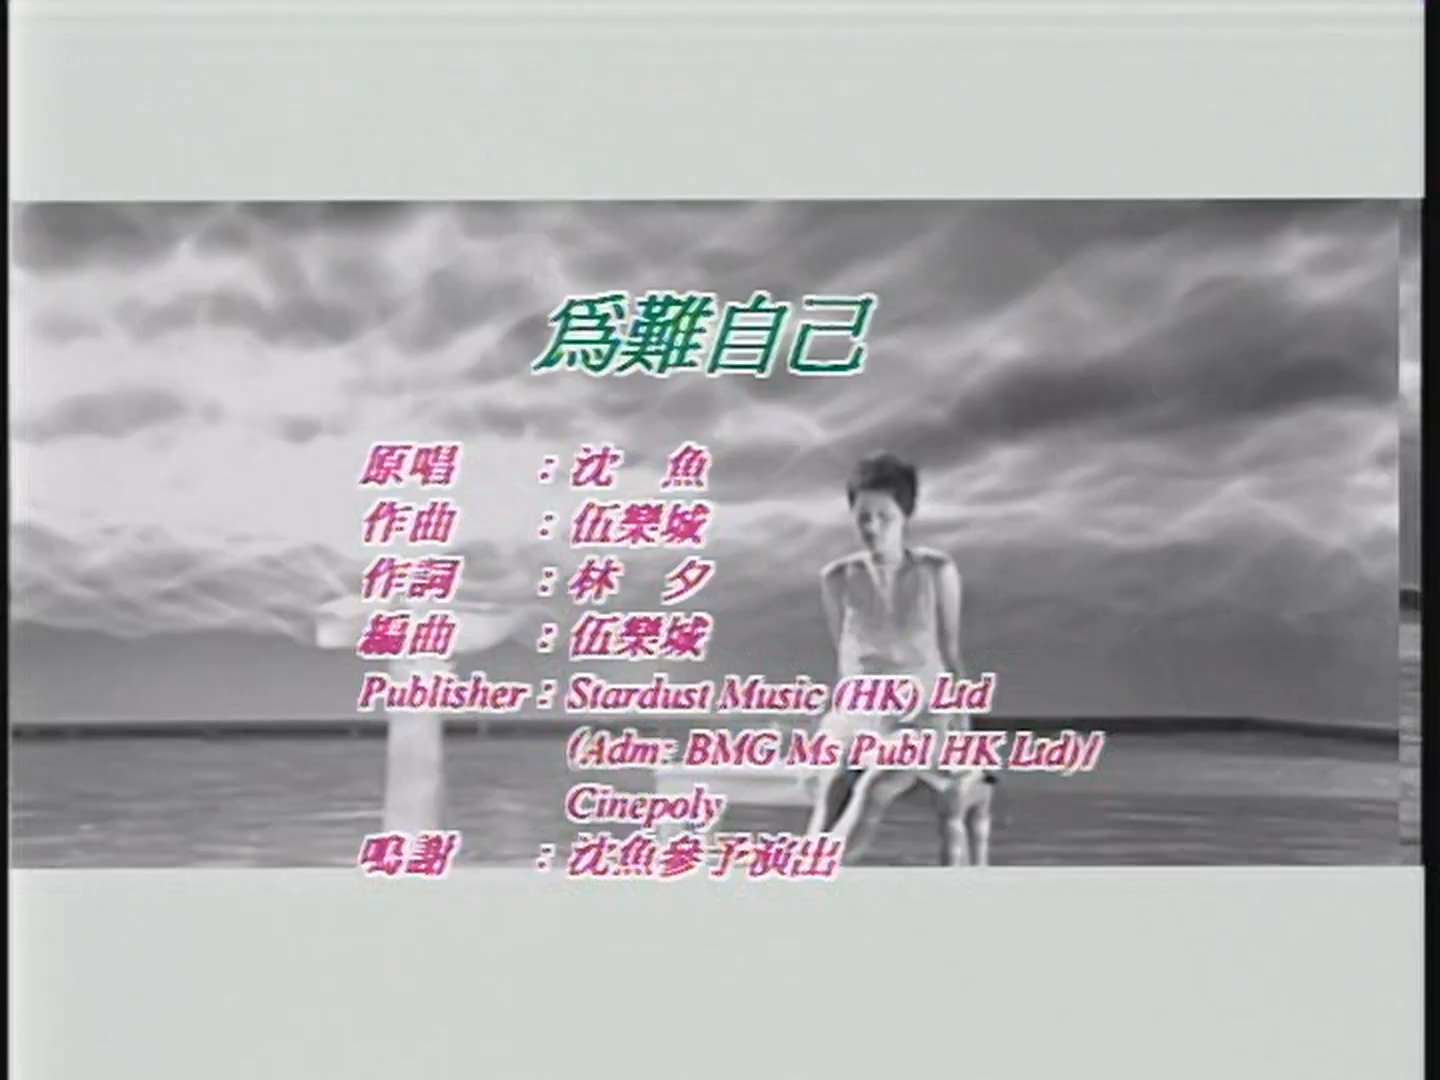 爲難自己
原唱 : 沈 魚
作曲 : 伍樂城
作詞 : 林 夕
編曲 : 伍樂城
Publisher : Stardust Music (HK) Ltd
(Adm: BMG Ms Publ HK Ltd)/
Cinepoly
鳴謝 : 沈魚參予演出